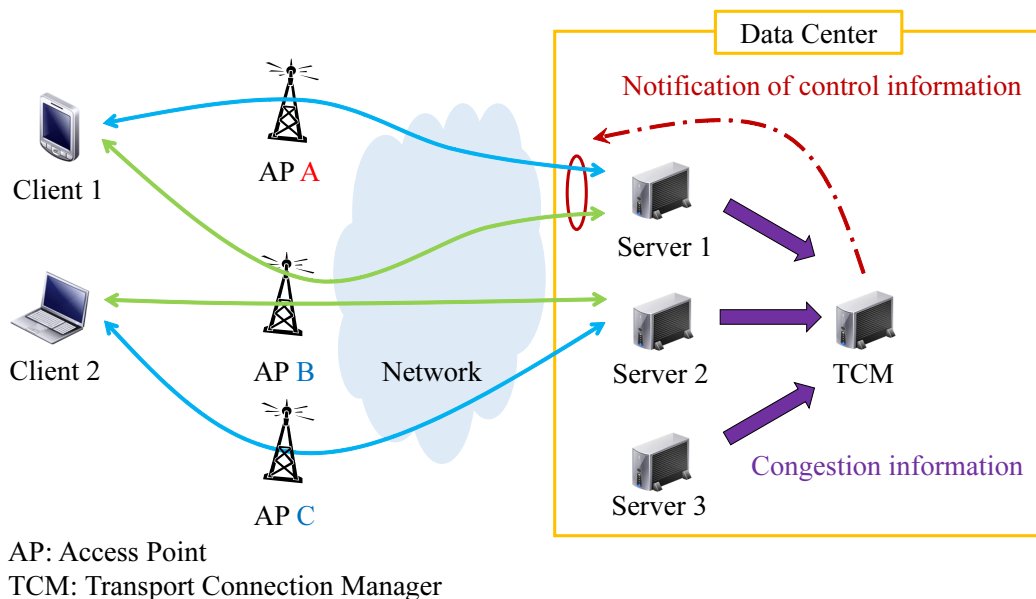 Data Center
Notification of control information
Client 1
AP A
Server 1
Client 2
AP B
Network
Server 2
TCM
AP C
Server 3
Congestion information
AP: Access Point
TCM: Transport Connection Manager